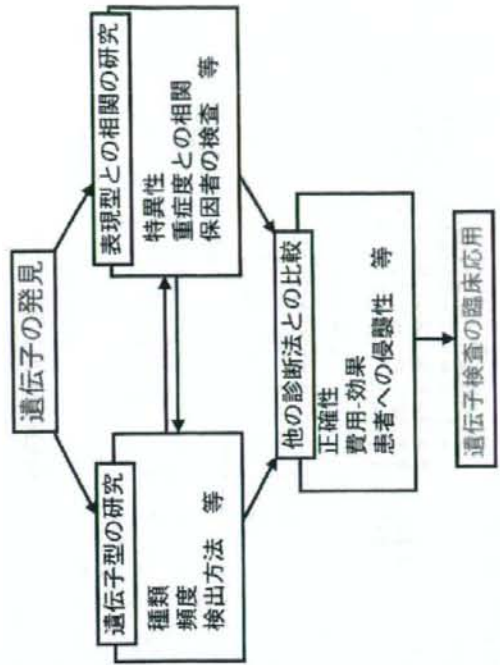 遺伝子の発見
遺伝子型の研究
種類
頻度
検出方法　等
表現型との相関の研究
特異性
重症度との相関
保因者の検査　等
他の診断法との比較
正確性
費用-効果
患者への侵襲性　等
遺伝子検査の臨床応用